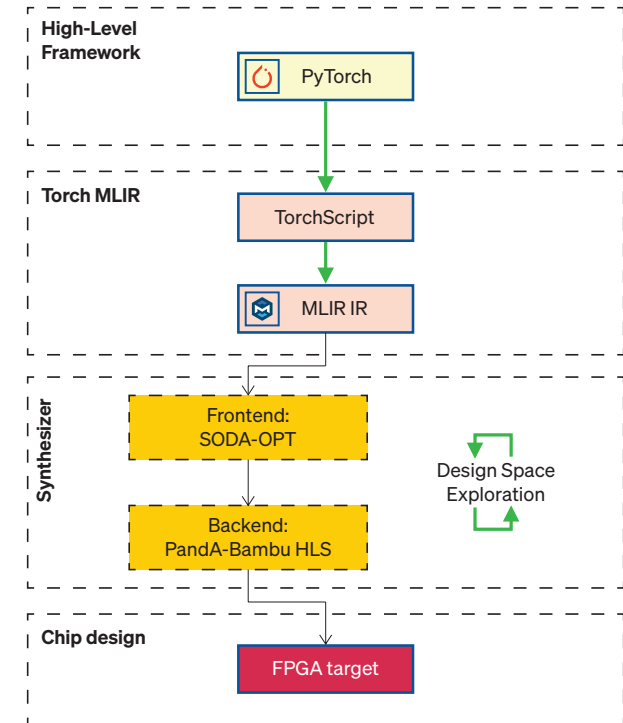 High-Level
Framework
PyTorch
Torch MLIR
TorchScript
MLIR IR
Synthesizer
Frontend:
SODA-OPT
Design Space
Exploration
Backend:
PandA-Bambu HLS
Chip design
FPGA target